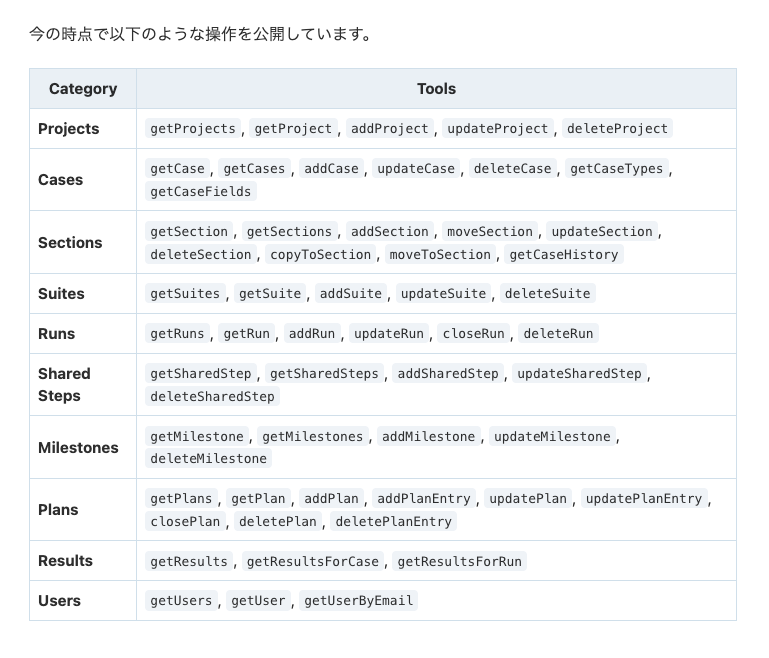 今の時点で以下のような操作を公開しています。
Category Tools
Projects getProjects, getProject, addProject, updateProject, deleteProject
Cases getCase, getCases, addCase, updateCase, deleteCase, getCaseTypes,
getCaseFields
Sections getSection, getSections, addSection, moveSection, updateSection,
deleteSection, copyToSection, moveToSection, getCaseHistory
Suites getSuites, getSuite, addSuite, updateSuite, deleteSuite
Runs getRuns, getRun, addRun, updateRun, closeRun, deleteRun
Shared
Steps
getSharedStep, getSharedSteps, addSharedStep, updateSharedStep,
deleteSharedStep
Milestones getMilestone, getMilestones, addMilestone, updateMilestone,
deleteMilestone
Plans getPlans, getPlan, addPlan, addPlanEntry, updatePlan, updatePlanEntry,
closePlan, deletePlan, deletePlanEntry
Results getResults, getResultsForCase, getResultsForRun
Users getUsers, getUser, getUserByEmail